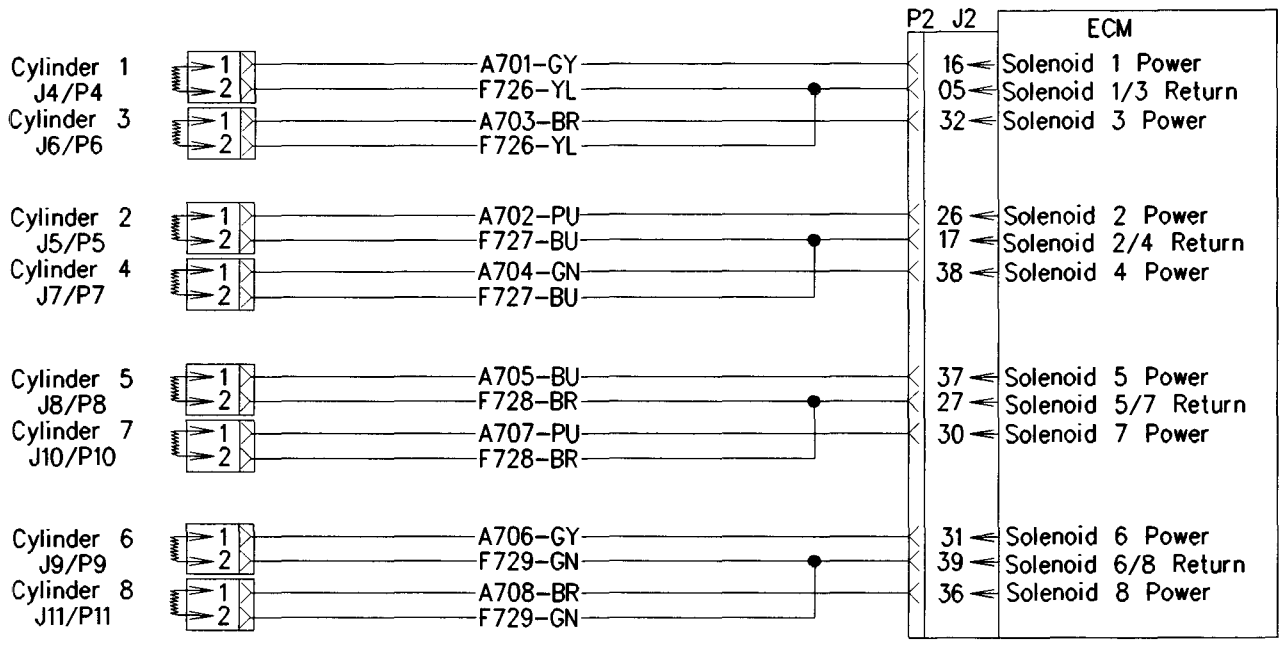 P2 J2 ECM
Cylinder 1 1 A701-GY 16 Solenoid 1 Power
J4/P4 2 F726-YL 05 Solenoid 1/3 Return
Cylinder 3 1 A703-BR 32 Solenoid 3 Power
J6/P6 2 F726-YL
Cylinder 2 1 A702-PU 26 Solenoid 2 Power
J5/P5 2 F727-BU 17 Solenoid 2/4 Return
Cylinder 4 1 A704-GN 38 Solenoid 4 Power
J7/P7 2 F727-BU
Cylinder 5 1 A705-BU 37 Solenoid 5 Power
J8/P8 2 F728-BR 27 Solenoid 5/7 Return
Cylinder 7 1 A707-PU 30 Solenoid 7 Power
J10/P10 2 F728-BR
Cylinder 6 1 A706-GY 31 Solenoid 6 Power
J9/P9 2 F729-GN 39 Solenoid 6/8 Return
Cylinder 8 1 A708-BR 36 Solenoid 8 Power
J11/P11 2 F729-GN